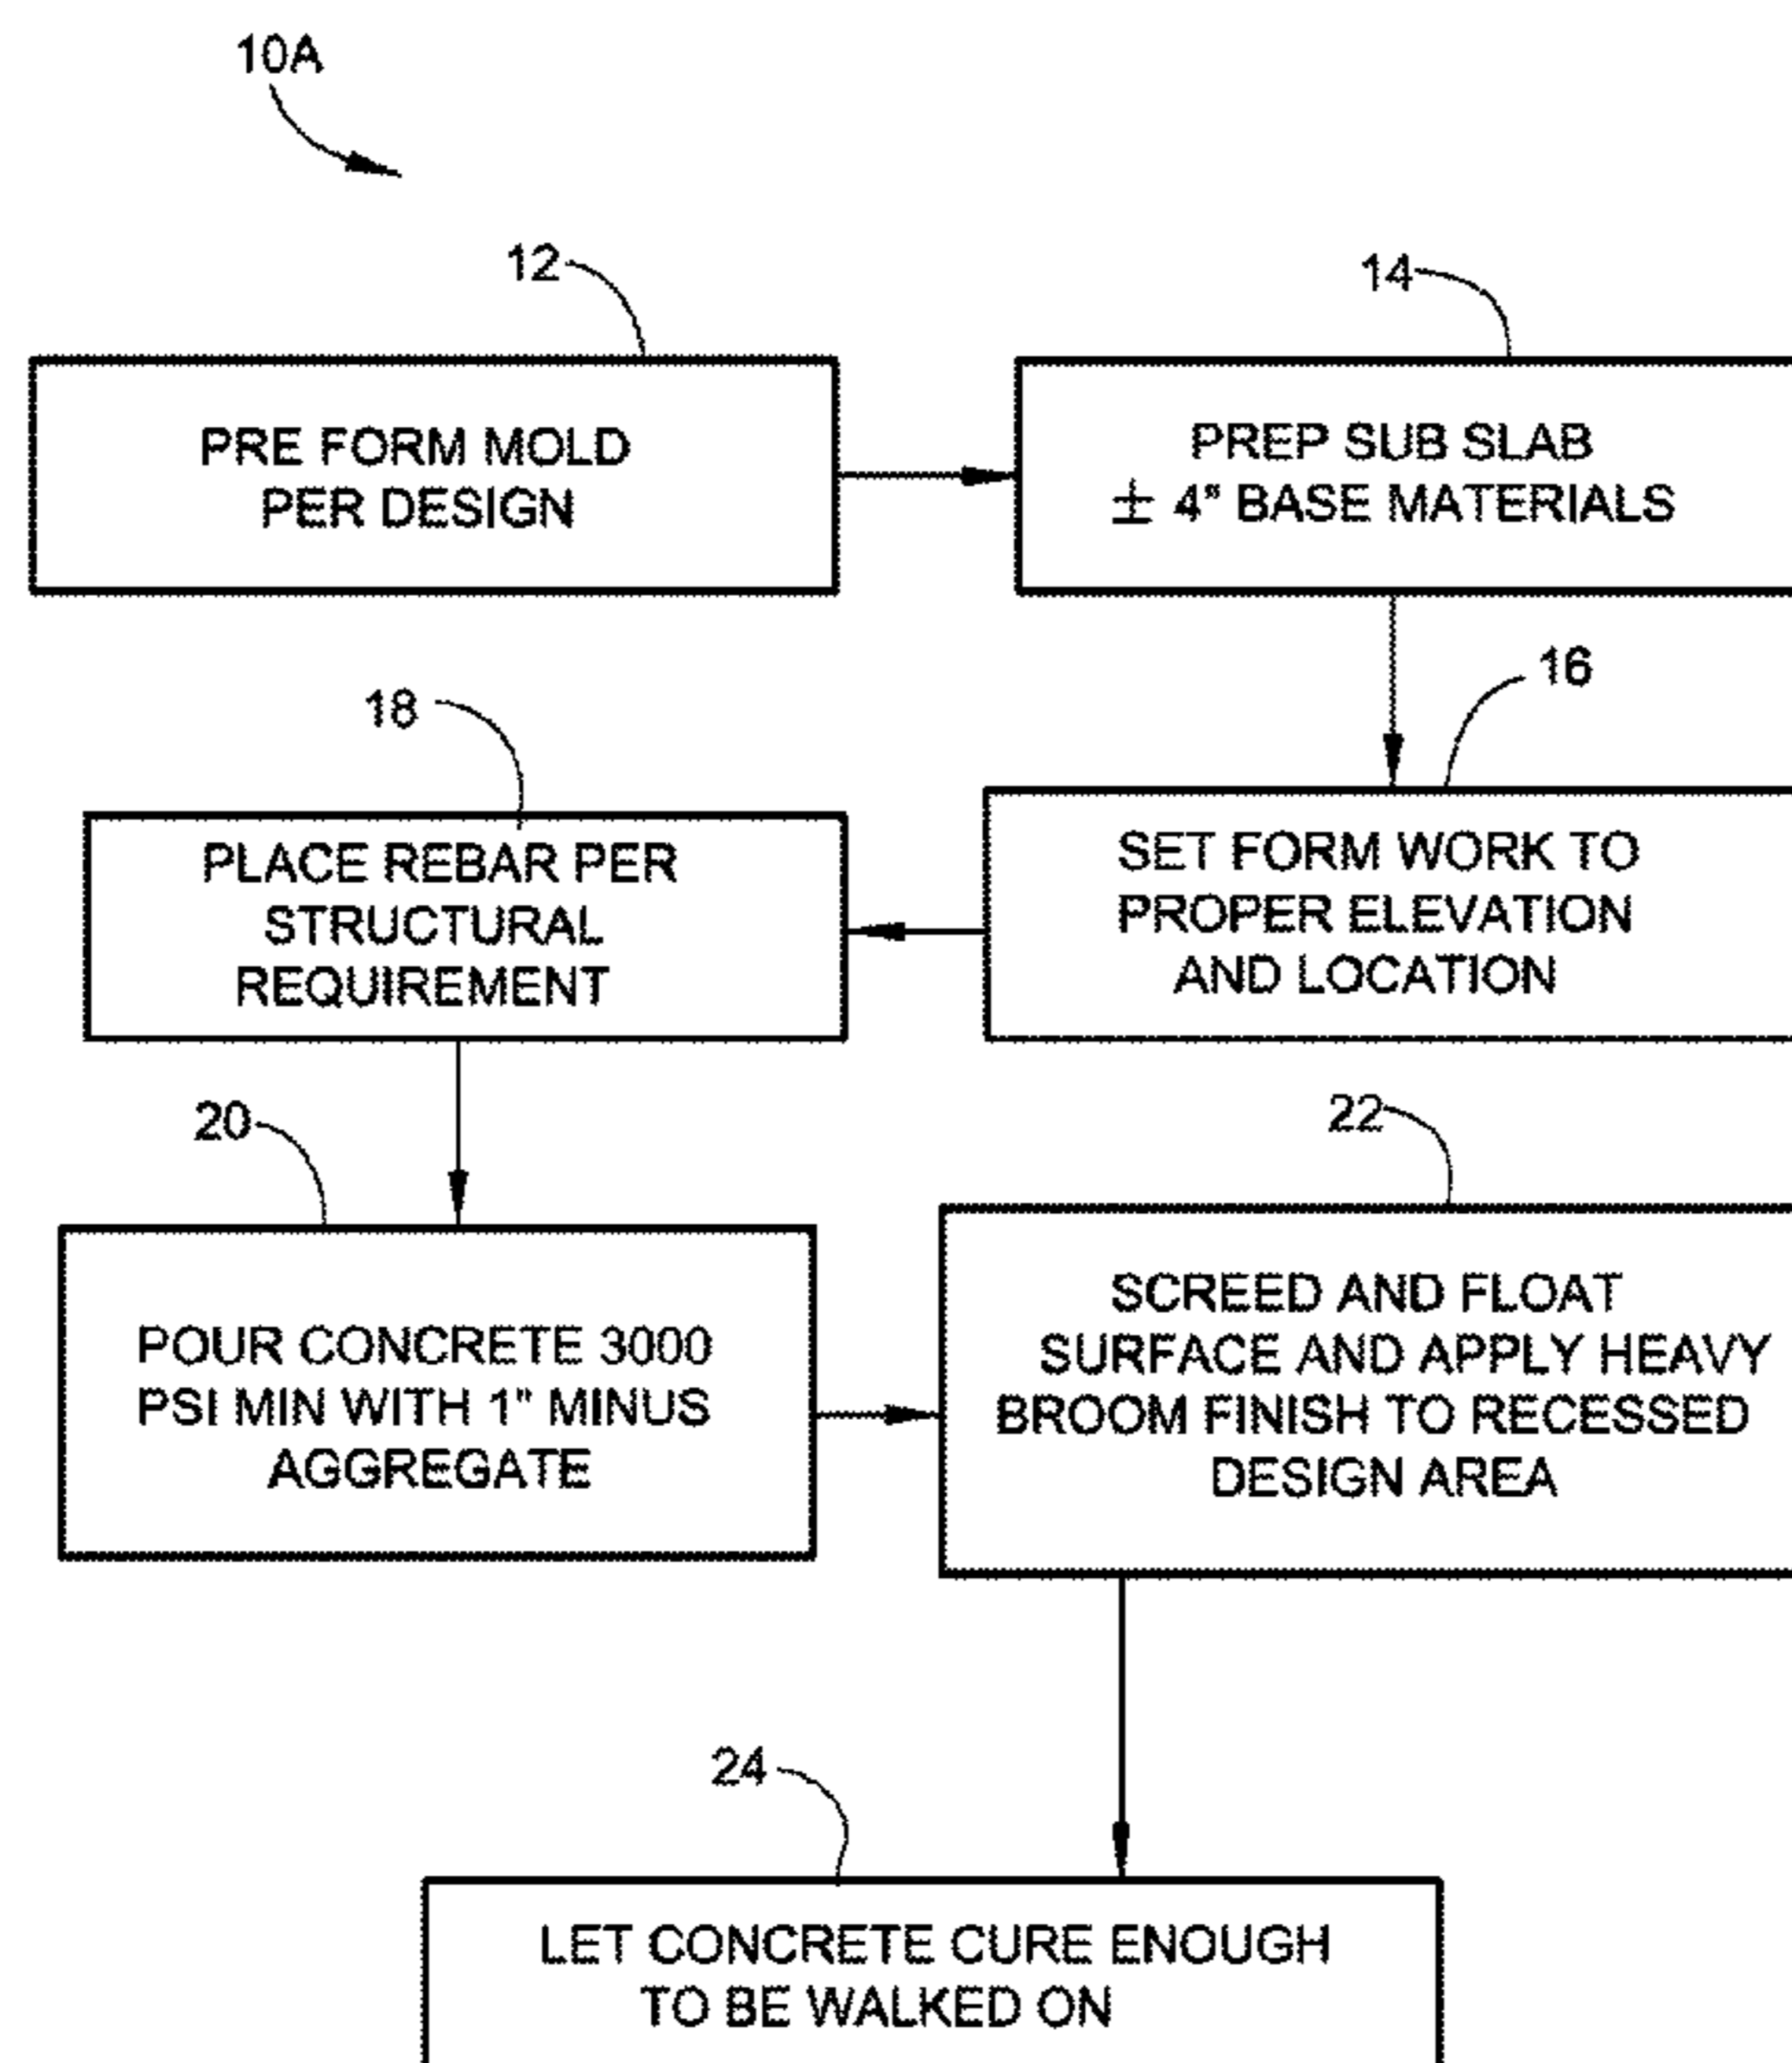 10A
12
PRE FORM MOLD
PER DESIGN
14
PREP SUB SLAB
± 4" BASE MATERIALS
16
SET FORM WORK TO
PROPER ELEVATION
AND LOCATION
18
PLACE REBAR PER
STRUCTURAL
REQUIREMENT
20
POUR CONCRETE 3000
PSI MIN WITH 1" MINUS
AGGREGATE
22
SCREED AND FLOAT
SURFACE AND APPLY HEAVY
BROOM FINISH TO RECESSED
DESIGN AREA
24
LET CONCRETE CURE ENOUGH
TO BE WALKED ON